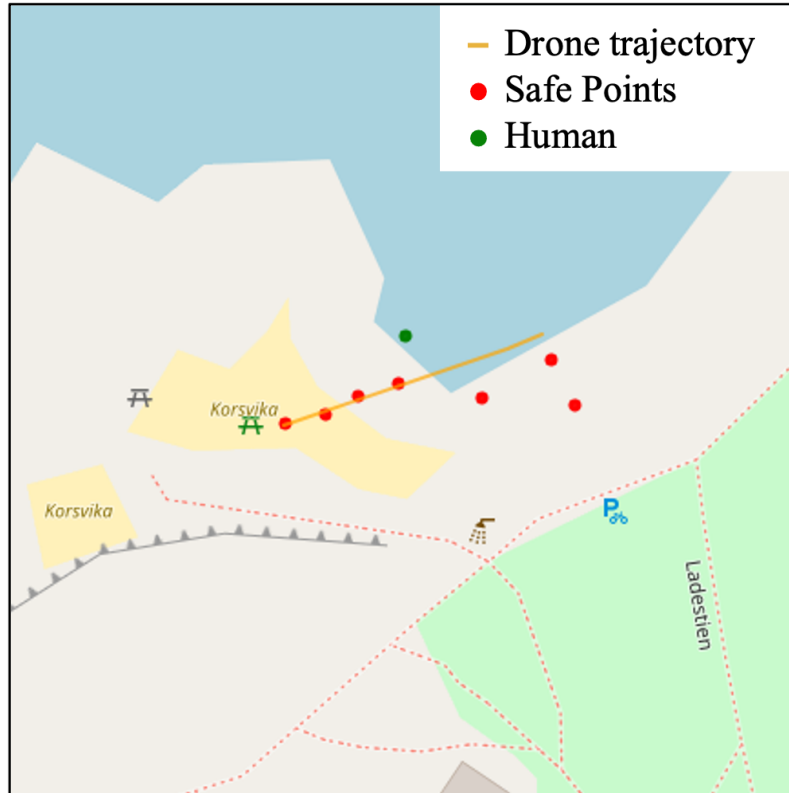 Drone trajectory
Safe Points
Human
Korsvika
Korsvika
P
Ladestien